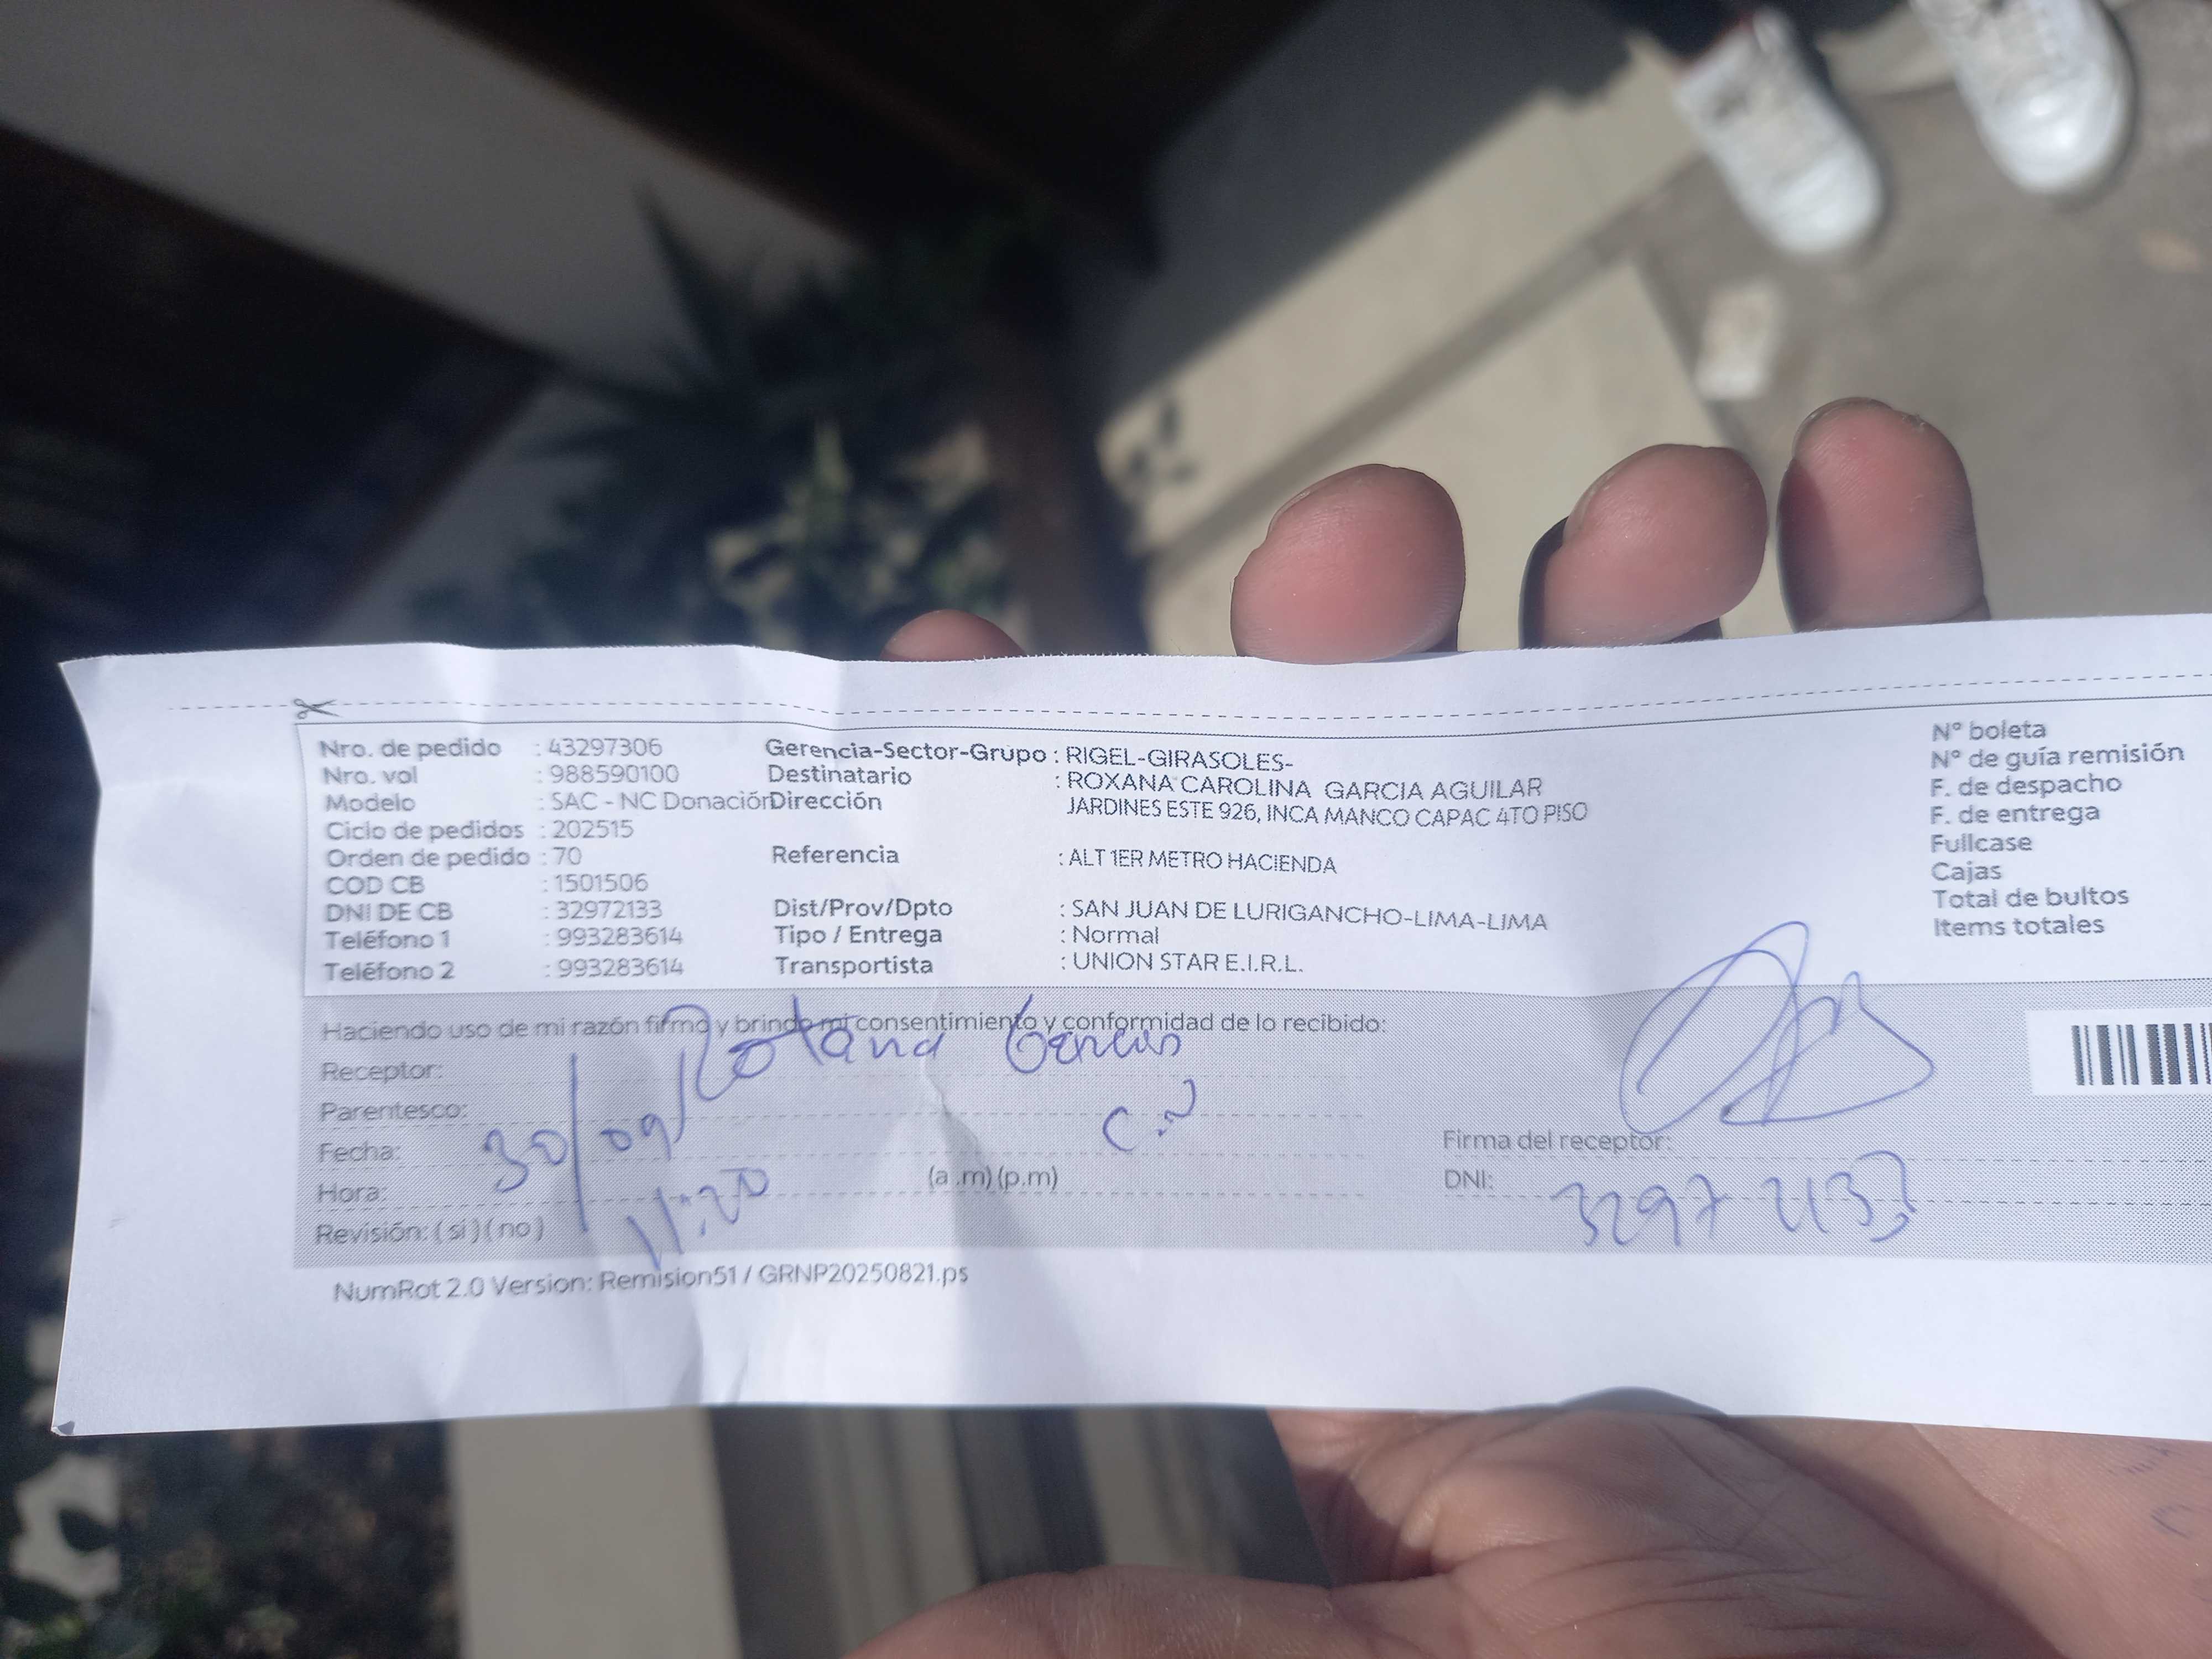 Nro. de pedido : 43297306 Gerencia-Sector-Grupo : RIGEL-GIRASOLES- N° boleta
Nro. vol : 988590100 Destinatario : ROXANA CAROLINA GARCIA AGUILAR N° de guía remisión
Modelo : SAC - NC Donación Dirección JARDINES ESTE 926, INCA MANCO CAPAC 4TO PISO F. de despacho
Ciclo de pedidos : 202515 F. de entrega
Orden de pedido : 70 Referencia : ALT 1ER METRO HACIENDA Fullcase
COD CB : 1501506 Cajas
DNI DE CB : 32972133 Dist/Prov/Dpto : SAN JUAN DE LURIGANCHO-LIMA-LIMA Total de bultos
Teléfono 1 : 993283614 Tipo / Entrega : Normal Items totales
Teléfono 2 : 993283614 Transportista : UNION STAR E.I.R.L.
Haciendo uso de mi razón firmo y brindo mi consentimiento y conformidad de lo recibido:
Receptor:
Parentesco:
Fecha: 30/09/ Firma del receptor:
Hora: 11:20 (a .m) (p.m) DNI: 32972133
Revisión: ( si ) ( no )
NumRot 2.0 Version: Remision51 / GRNP20250821.ps